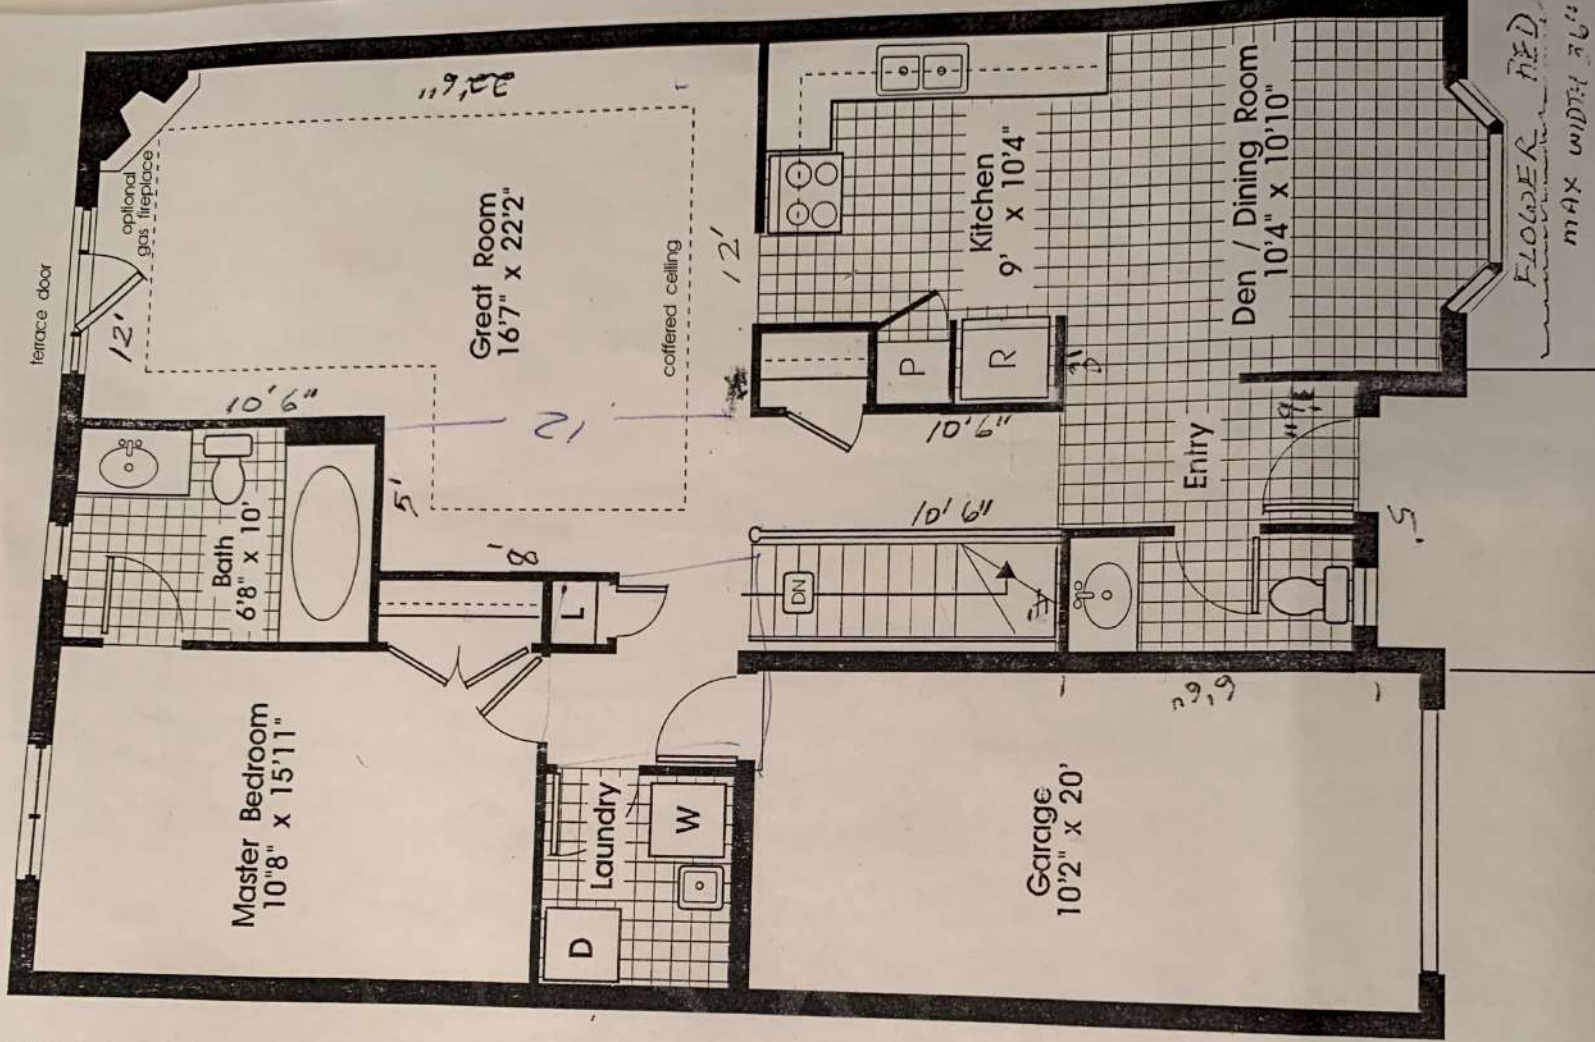 terrace door
optional
gas fireplace
12'
22'6"
Great Room
16'7" x 22'2"
coffered ceiling
12'
12
10'6"
5'
8'
Bath
6'8" x 10'
L
Master Bedroom
10"8" x 15'11"
Laundry
W
D
DN
10'6"
10'6"
P
R
Kitchen
9' x 10'4"
Den / Dining Room
10'4" x 10'10"
Entry
5'
6'6"
Garage
10'2" x 20'
FLOWER BED
MAX WIDTH 36"